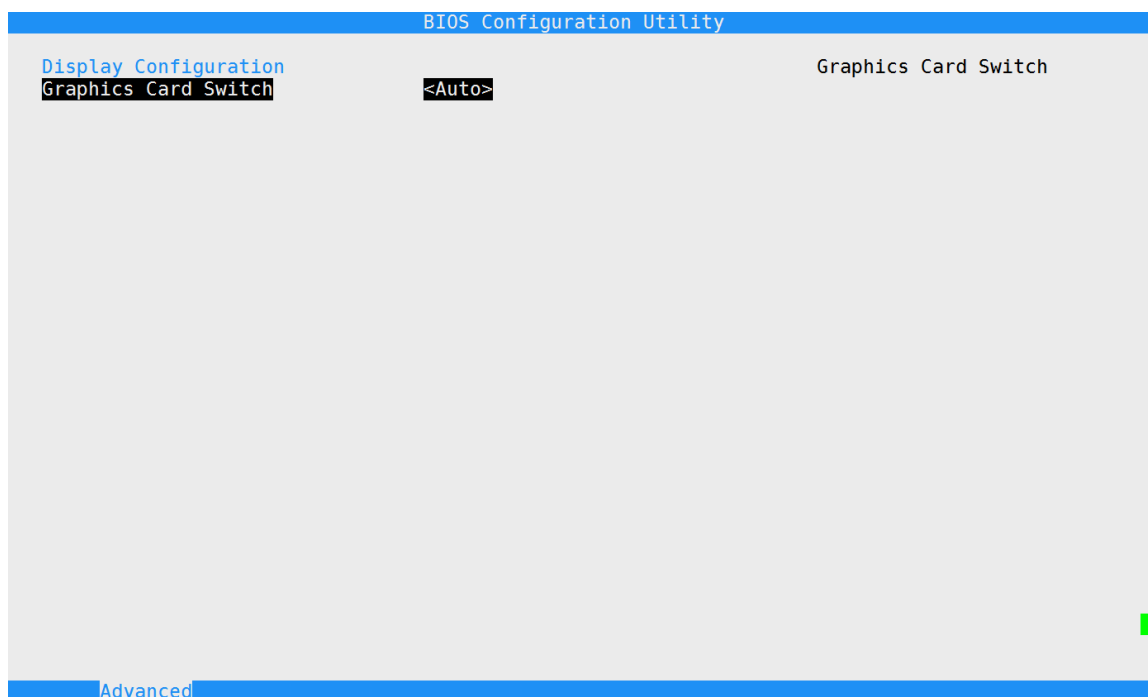 BIOS Configuration Utility
Display Configuration
Graphics Card Switch <Auto>
Graphics Card Switch
Advanced